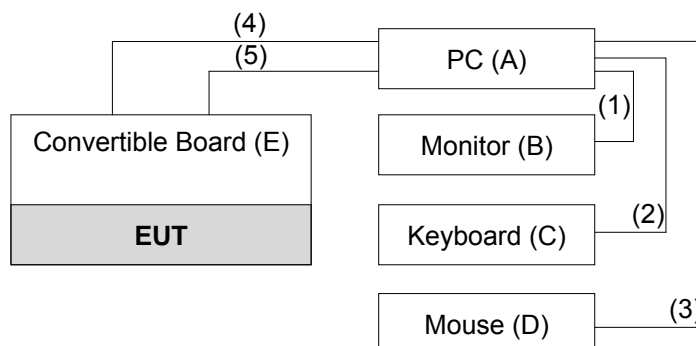 (4)
(5)
PC (A)
(1)
Convertible Board (E)
Monitor (B)
EUT
Keyboard (C)
(2)
Mouse (D)
(3)